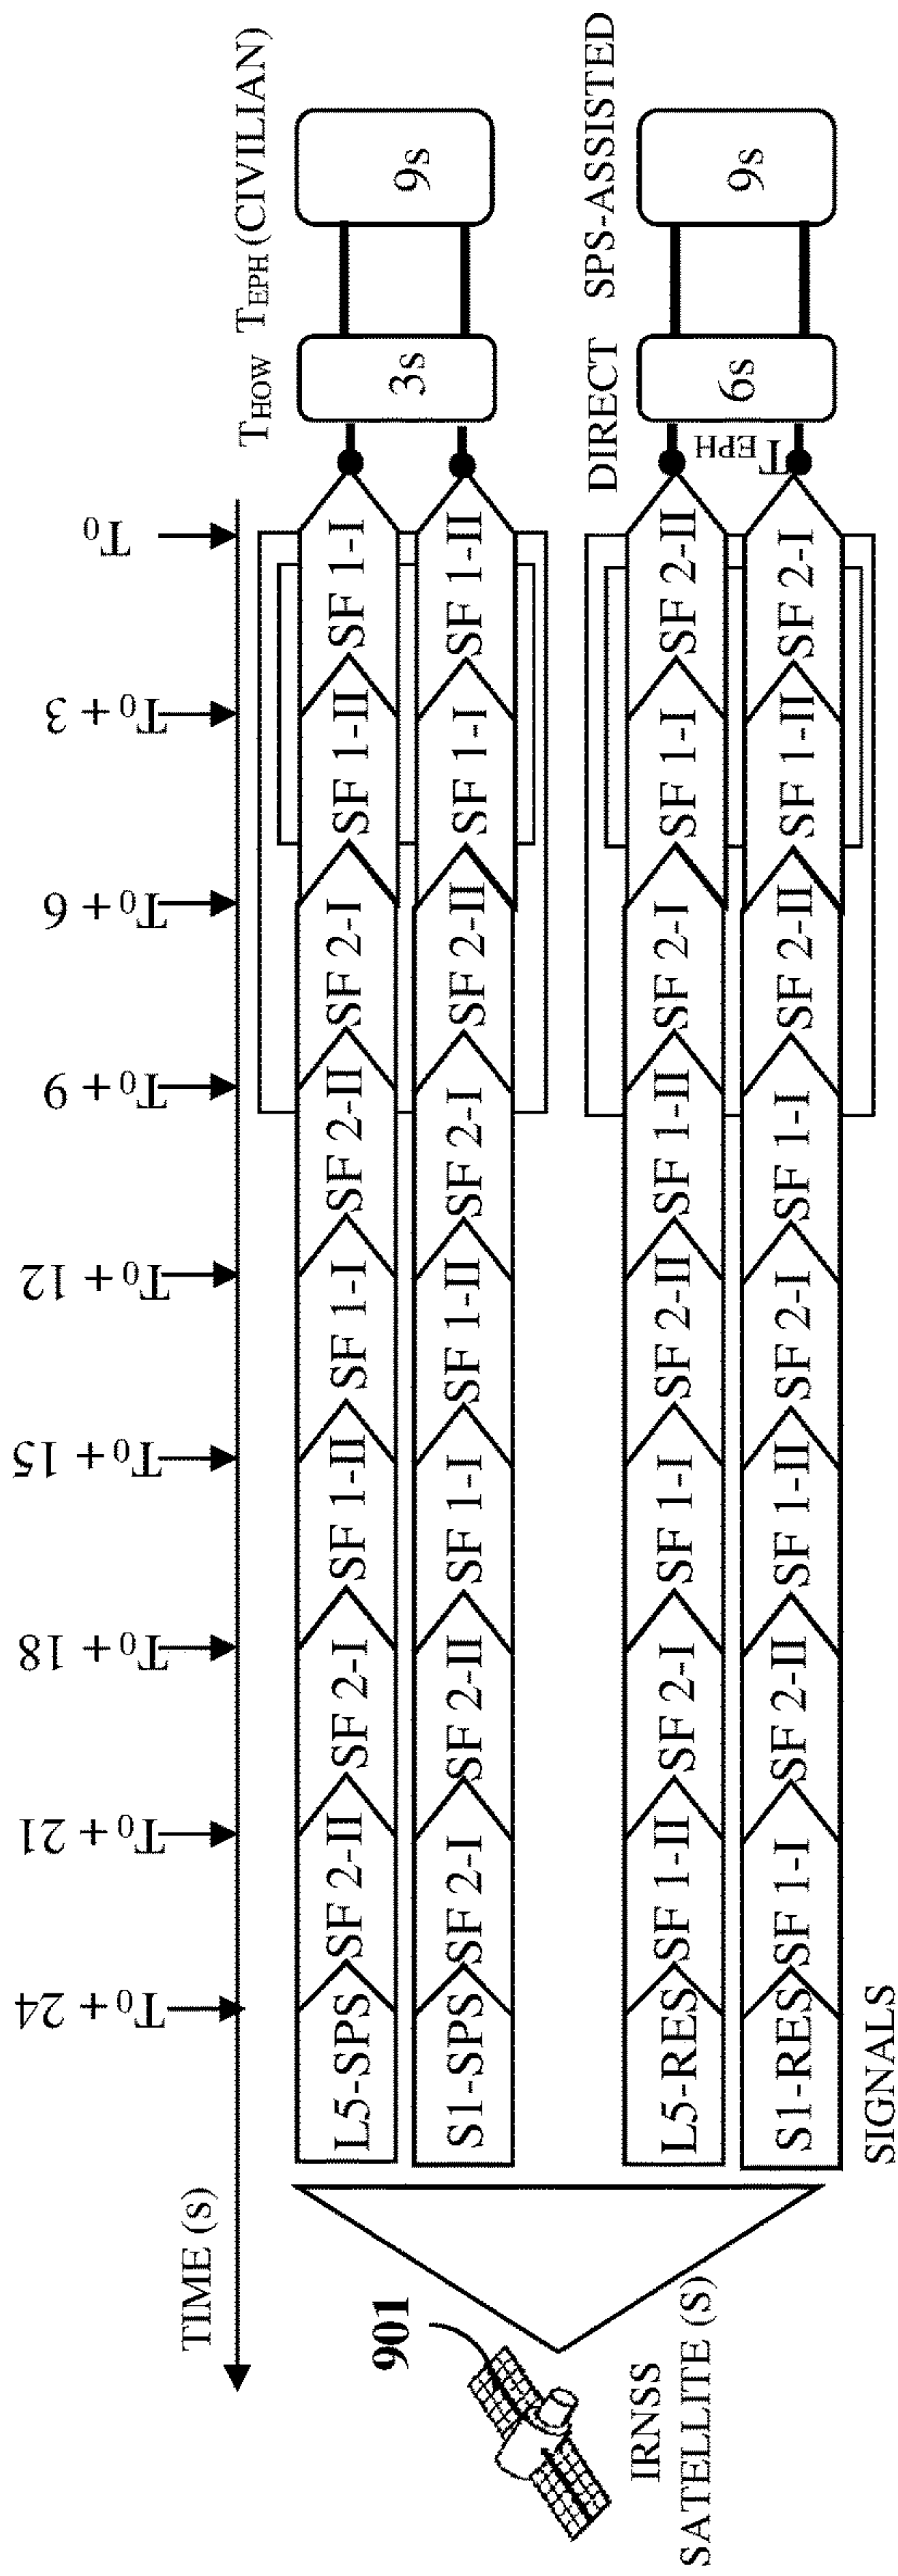 TIME (s)
T0 + 24
T0 + 21
T0 + 18
T0 + 15
T0 + 12
T0 + 9
T0 + 6
T0 + 3
T0
THOW TEPH (CIVILIAN)
901
L5-SPS SF 2-II SF 2-I SF 1-II SF 1-I SF 2-II SF 2-I SF 1-II SF 1-I
S1-SPS SF 2-I SF 2-II SF 1-I SF 1-II SF 2-I SF 2-II SF 1-I SF 1-II
3s 9s
DIRECT SPS-ASSISTED
IRNSS
SATELLITE (S)
L5-RES SF 1-II SF 2-I SF 1-I SF 2-II SF 1-II SF 2-I SF 1-I SF 2-II
TEPH
S1-RES SF 1-I SF 2-II SF 1-II SF 2-I SF 1-I SF 2-II SF 1-II SF 2-I
6s 9s
SIGNALS